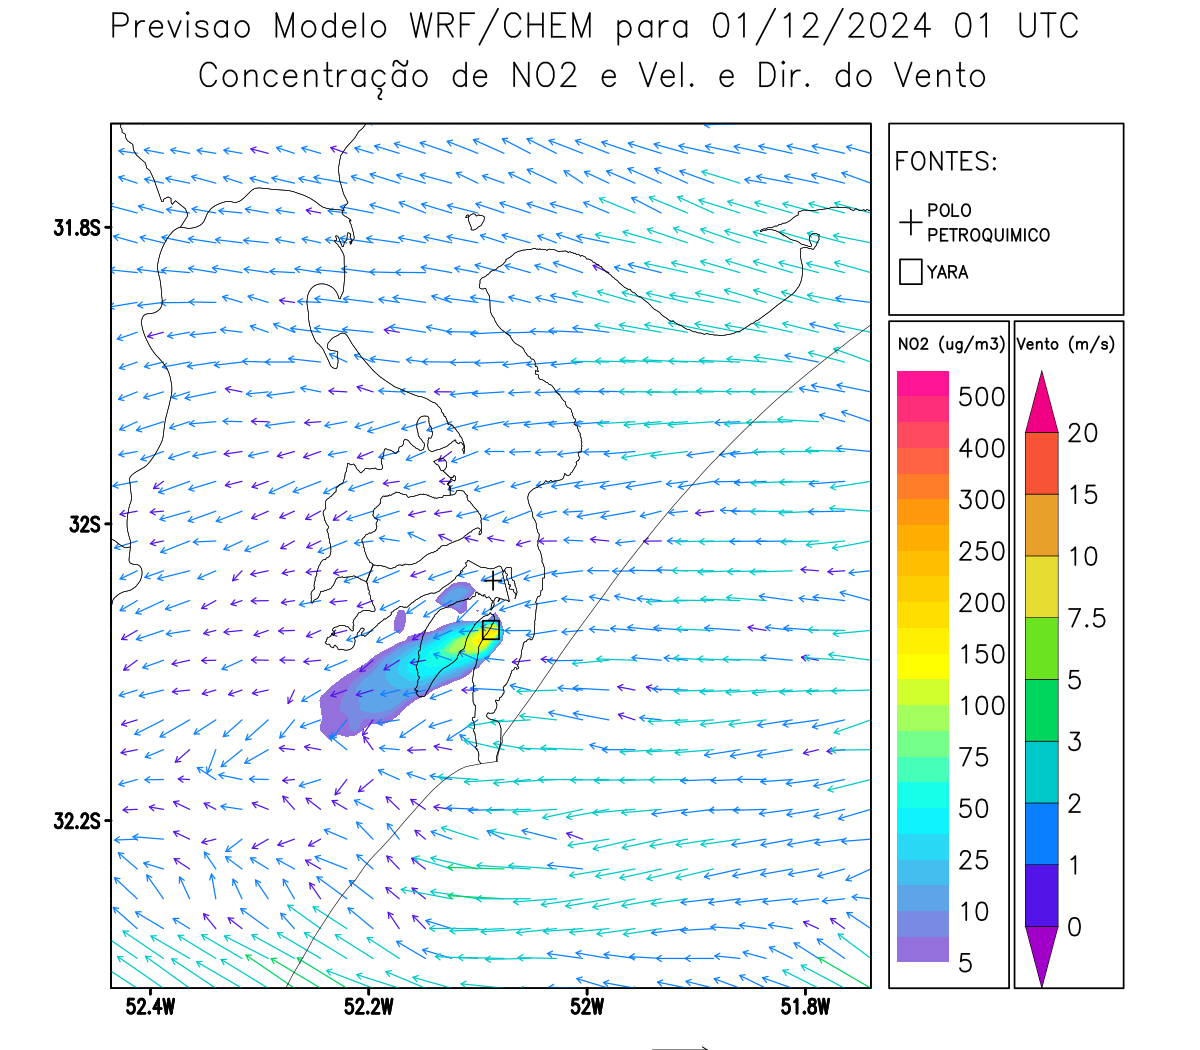 Previsao Modelo WRF/CHEM para 01/12/2024 01 UTC
Concentração de NO2 e Vel. e Dir. do Vento
FONTES:
POLO
PETROQUIMICO
YARA
31.8S
32S
32.2S
52.4W
52.2W
52W
51.8W
NO2 (ug/m3)
500
400
300
250
200
150
100
75
50
25
10
5
Vento (m/s)
20
15
10
7.5
5
3
2
1
0